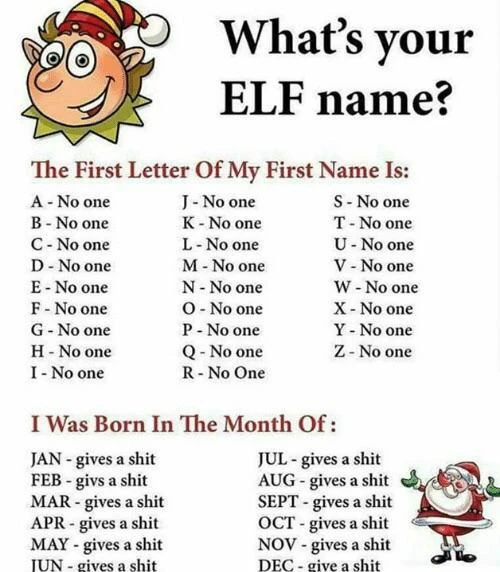 What's your
ELF name?
The First Letter Of My First Name Is:
A - No one
B - No one
C - No one
D - No one
E - No one
F - No one
G - No one
H - No one
I - No one
J - No one
K - No one
L - No one
M - No one
N - No one
O - No one
P - No one
Q - No one
R - No One
S - No one
T - No one
U - No one
V - No one
W - No one
X - No one
Y - No one
Z - No one
I Was Born In The Month Of :
JAN - gives a shit
FEB - givs a shit
MAR - gives a shit
APR - gives a shit
MAY - gives a shit
JUN - gives a shit
JUL - gives a shit
AUG - gives a shit
SEPT - gives a shit
OCT - gives a shit
NOV - gives a shit
DEC - give a shit